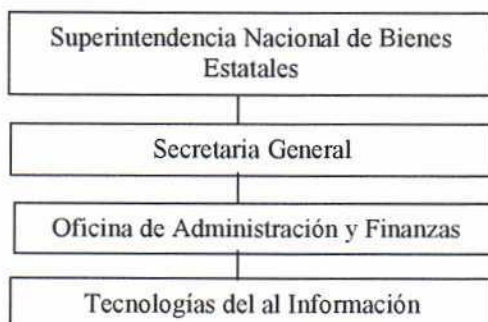 Superintendencia Nacional de Bienes
Estatales
Secretaria General
Oficina de Administración y Finanzas
Tecnologías del al Información